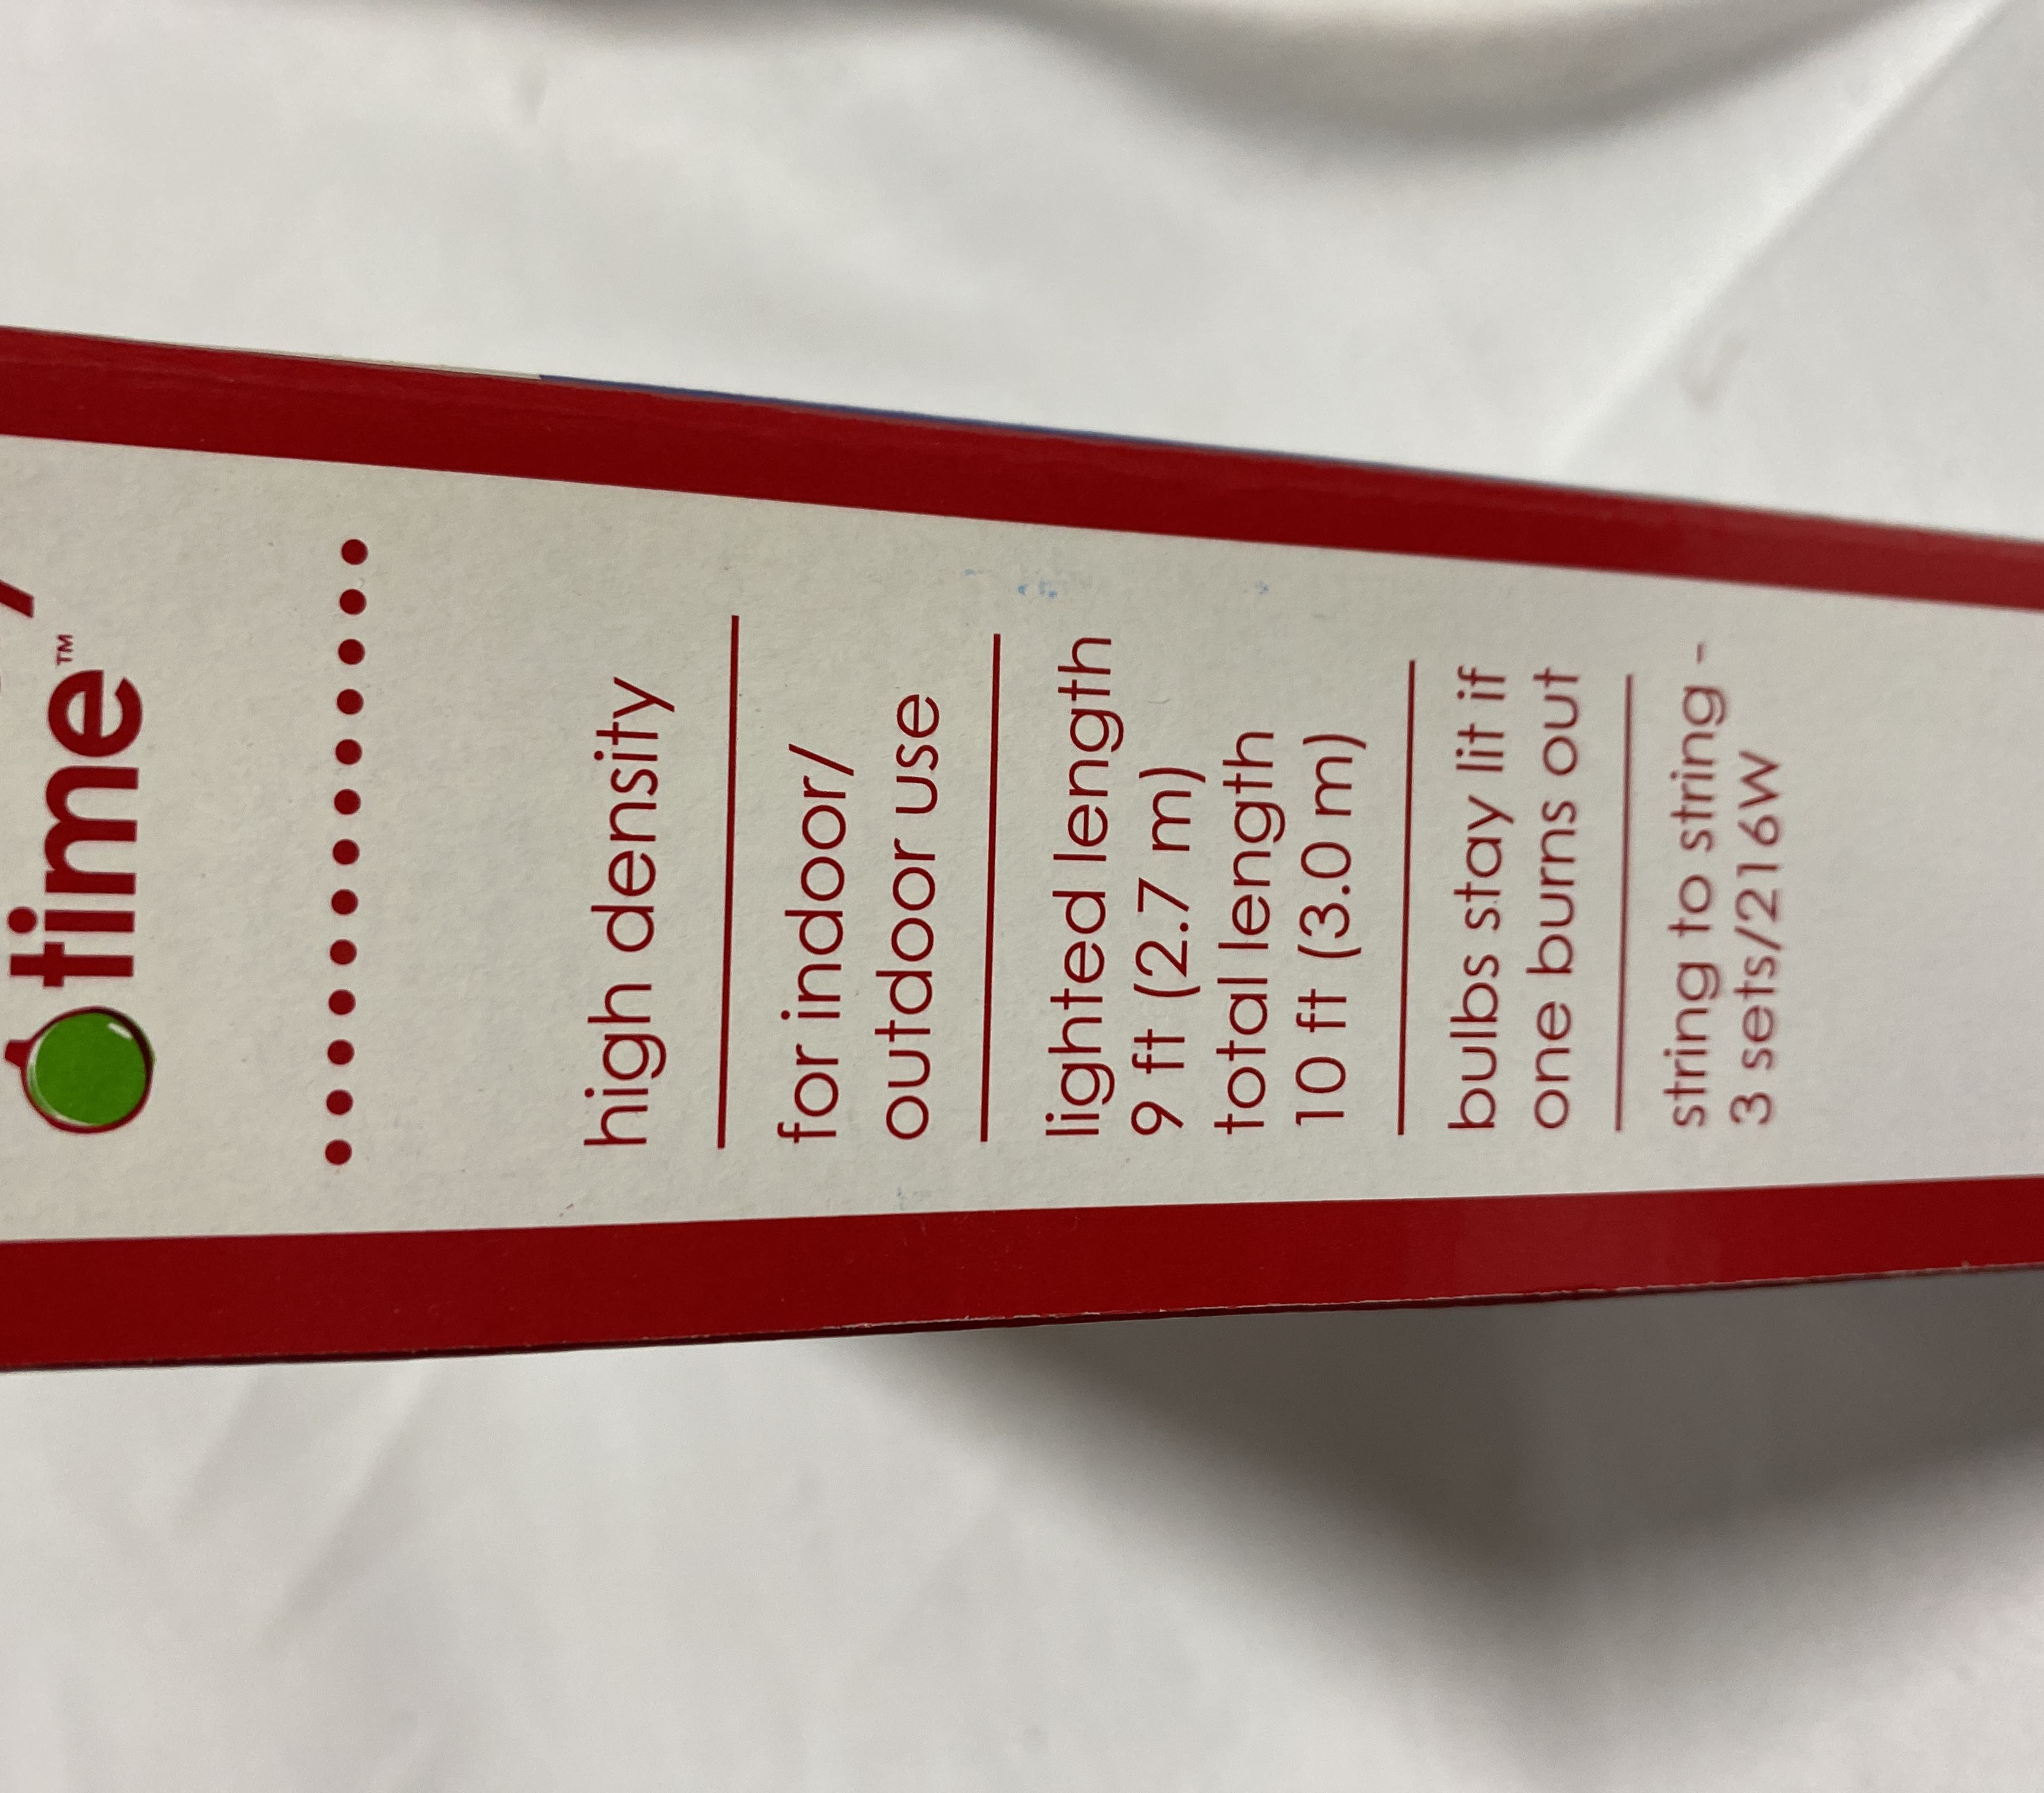 time™
high density
for indoor/
outdoor use
lighted length
9 ft (2.7 m)
total length
10 ft (3.0 m)
bulbs stay lit if
one burns out
string to string -
3 sets/216W